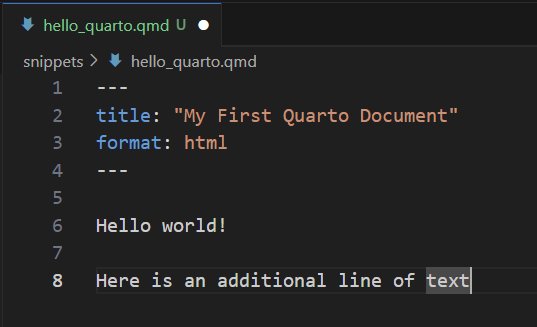 hello_quarto.qmd U
snippets > hello_quarto.qmd
1 ---
2 title: "My First Quarto Document"
3 format: html
4 ---
5
6 Hello world!
7
8 Here is an additional line of text